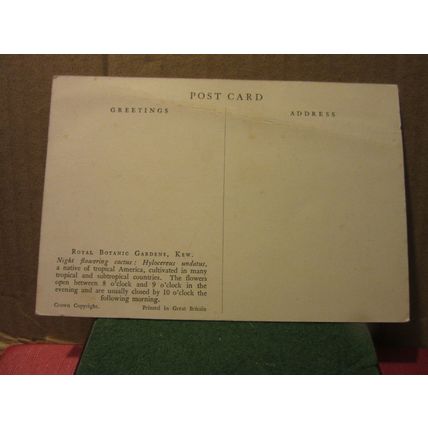 POST CARD
GREETINGS
ADDRESS
ROYAL BOTANIC GARDENS, KEW.
Night flowering cactus: Hylocereus undatus,
a native of tropical America, cultivated in many
tropical and subtropical countries. The flowers
open between 8 o'clock and 9 o'clock in the
evening and are usually closed by 10 o'clock the
following morning.
Crown Copyright. Printed in Great Britain